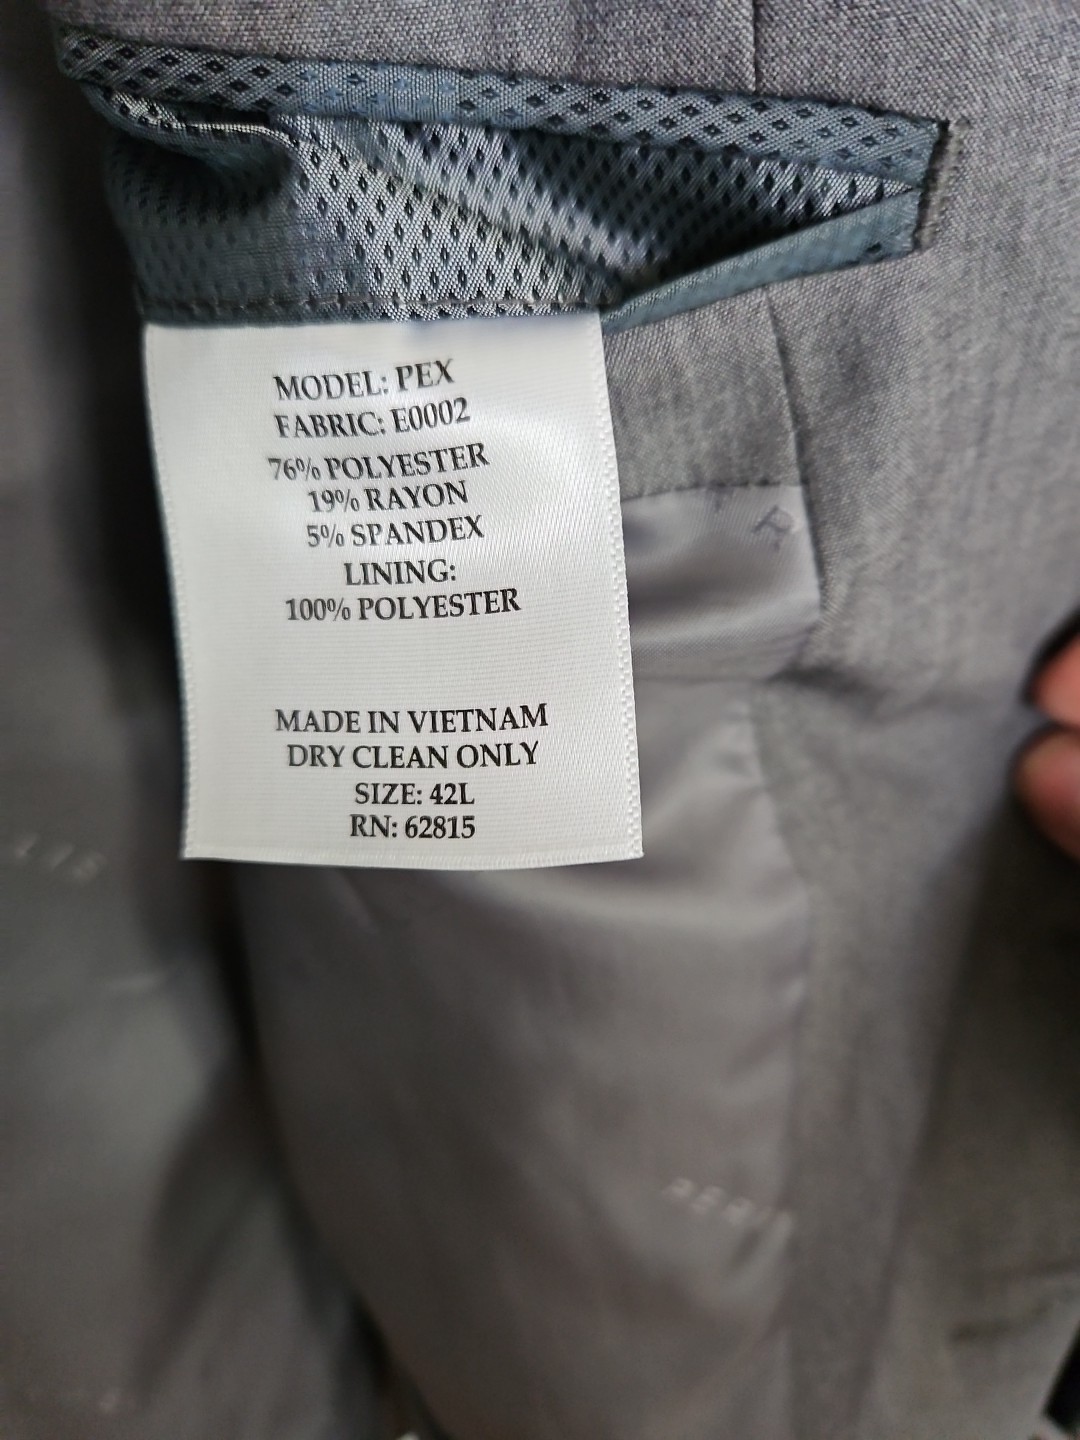 MODEL: PEX
FABRIC: E0002
76% POLYESTER
19% RAYON
5% SPANDEX
LINING:
100% POLYESTER
MADE IN VIETNAM
DRY CLEAN ONLY
SIZE: 42L
RN: 62815